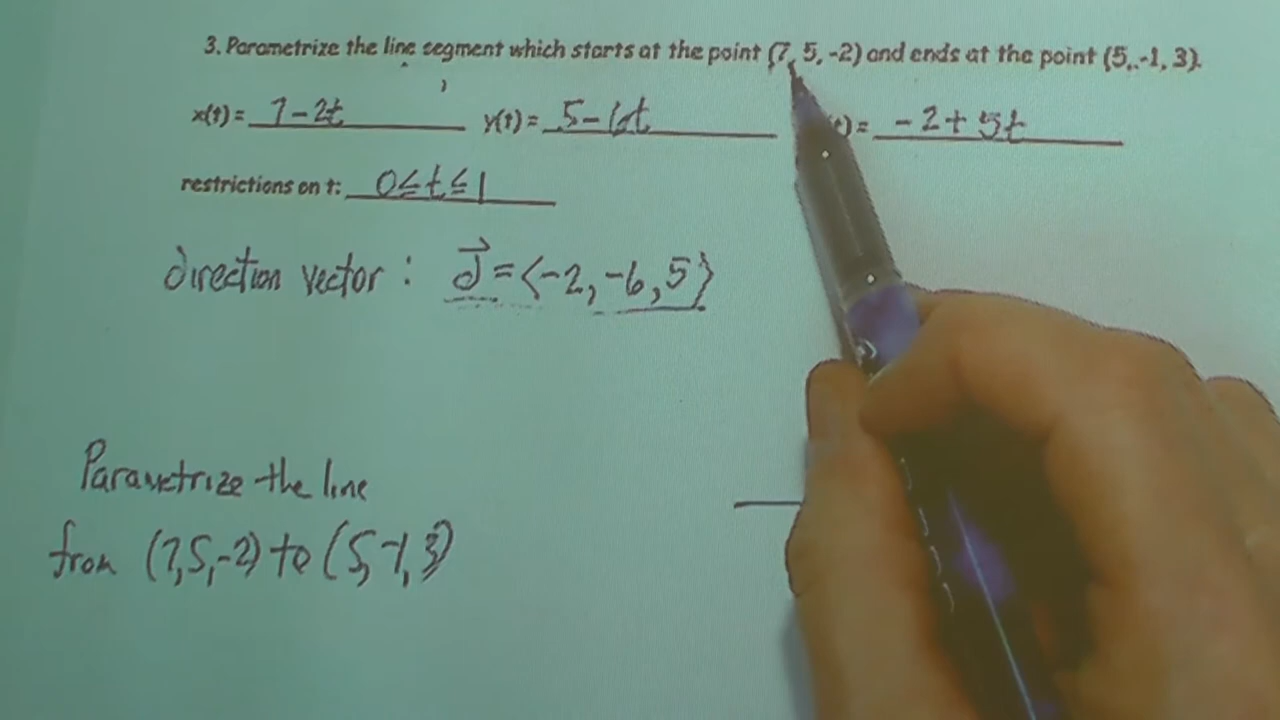 3. Parametrize the line segment which starts at the point (7, 5, -2) and ends at the point (5, -1, 3).
x(t) = 7-2t y(t) = 5-6t (t) = -2+5t
restrictions on t: 0≤t≤1
direction vector : d⃗ = ⟨-2, -6, 5⟩
Parametrize the line
from (7,5,-2) to (5,-1,3)